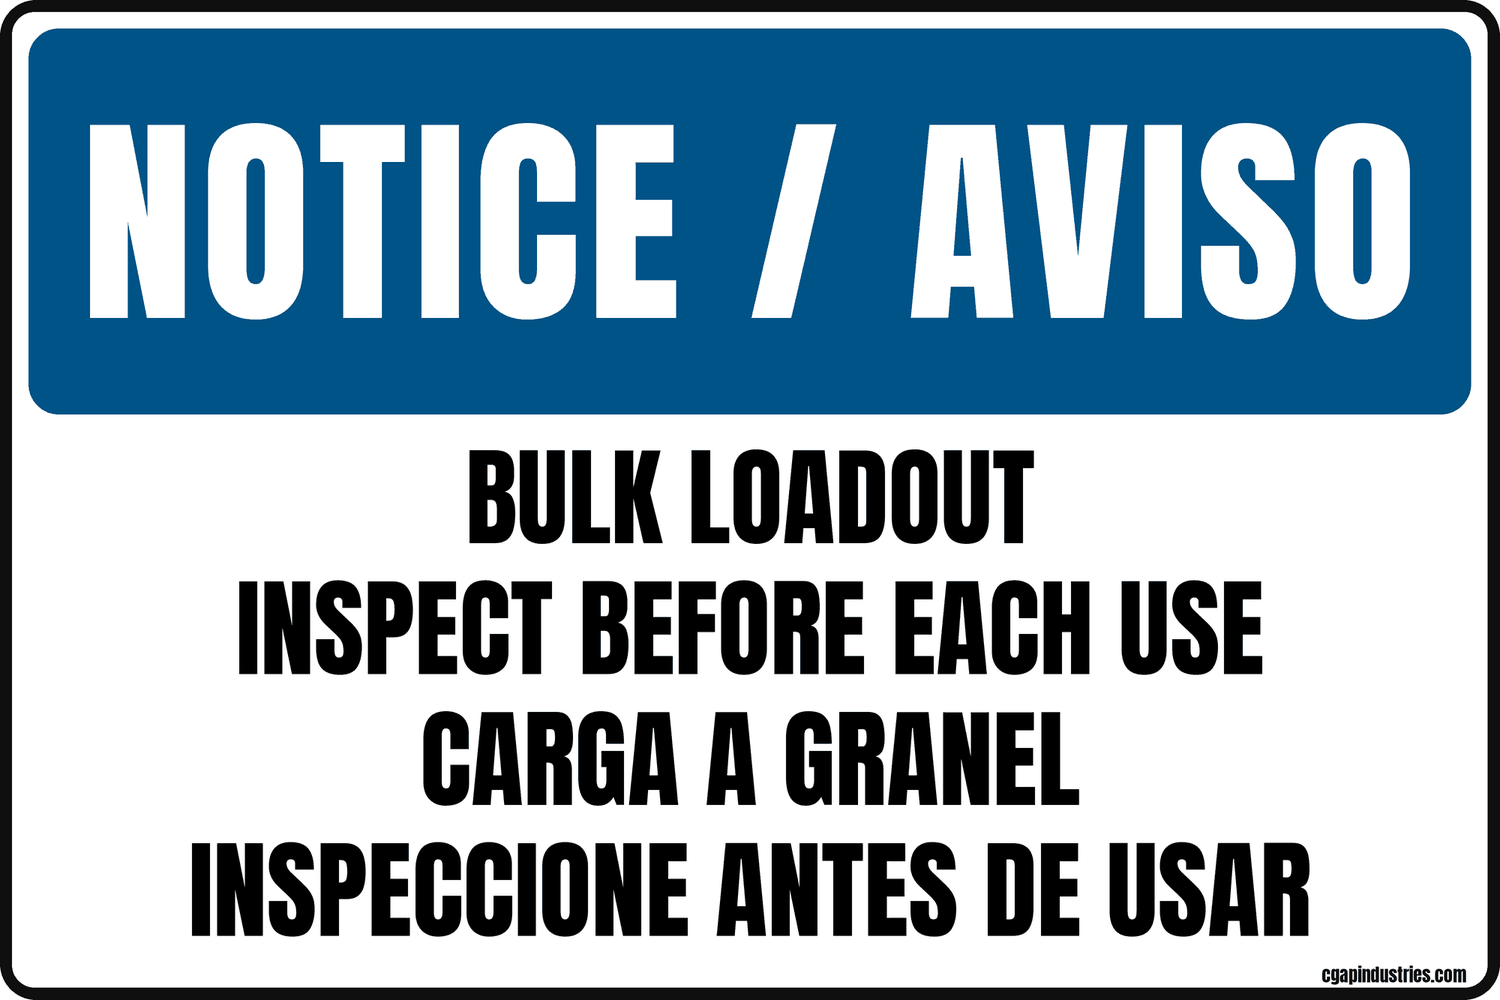 NOTICE / AVISO
BULK LOADOUT
INSPECT BEFORE EACH USE
CARGA A GRANEL
INSPECCIONE ANTES DE USAR
cgapindustries.com